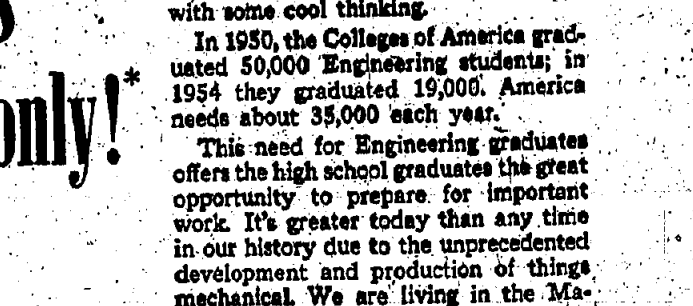 only!*
with some cool thinking.
In 1950, the Colleges of America grad-
uated 50,000 Engineering students; in
1954 they graduated 19,000. America
needs about 35,000 each year.
This need for Engineering graduates
offers the high school graduates the great
opportunity to prepare for important
work. It's greater today than any time
in our history due to the unprecedented
development and production of things
mechanical. We are living in the Ma-